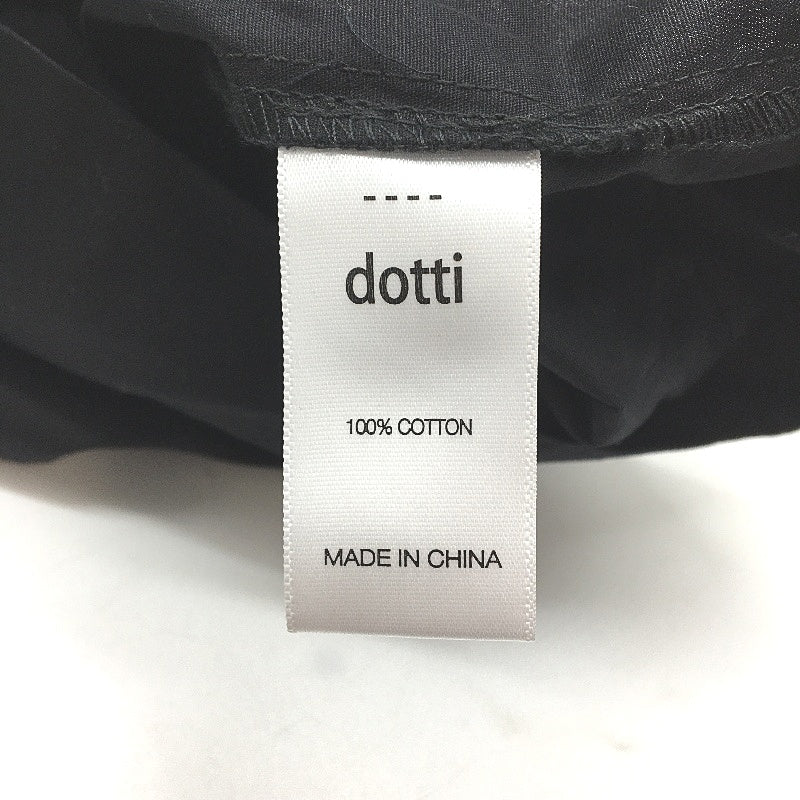 ----
dotti
100% COTTON
MADE IN CHINA